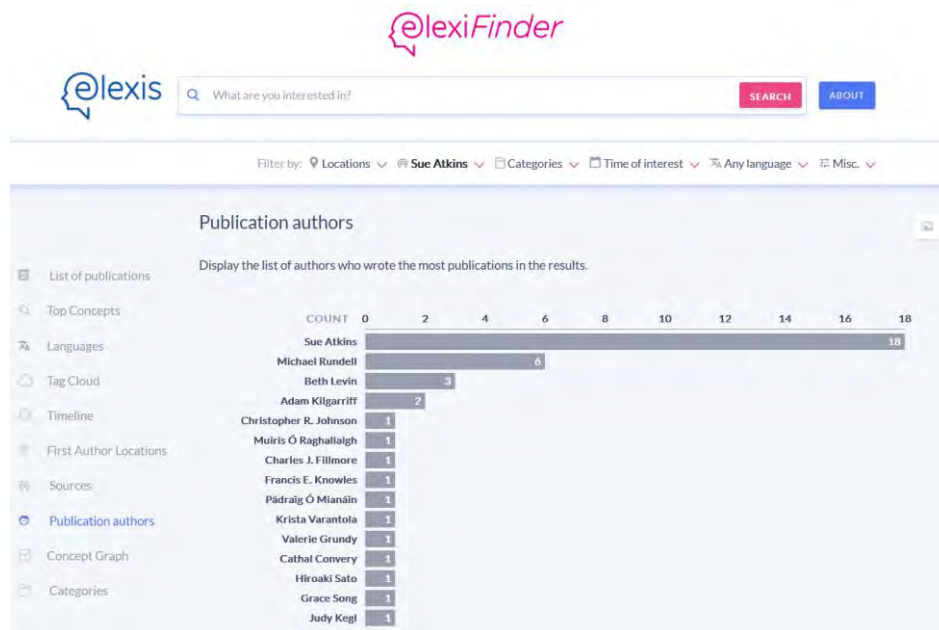 elexiFinder
elexis
What are you interested in?
SEARCH
ABOUT
Filter by: Locations Sue Atkins Categories Time of interest Any language Misc.
Publication authors
Display the list of authors who wrote the most publications in the results.
List of publications
Top Concepts
Languages
Tag Cloud
Timeline
First Author Locations
Sources
Publication authors
Concept Graph
Categories
COUNT 0 2 4 6 8 10 12 14 16 18
Sue Atkins 18
Michael Rundell 6
Beth Levin 3
Adam Kilgarriff 2
Christopher R. Johnson 1
Muiris Ó Raghallaigh 1
Charles J. Fillmore 1
Francis E. Knowles 1
Pádraig Ó Mianáin 1
Krista Varantola 1
Valerie Grundy 1
Cathal Convery 1
Hiroaki Sato 1
Grace Song 1
Judy Kegl 1